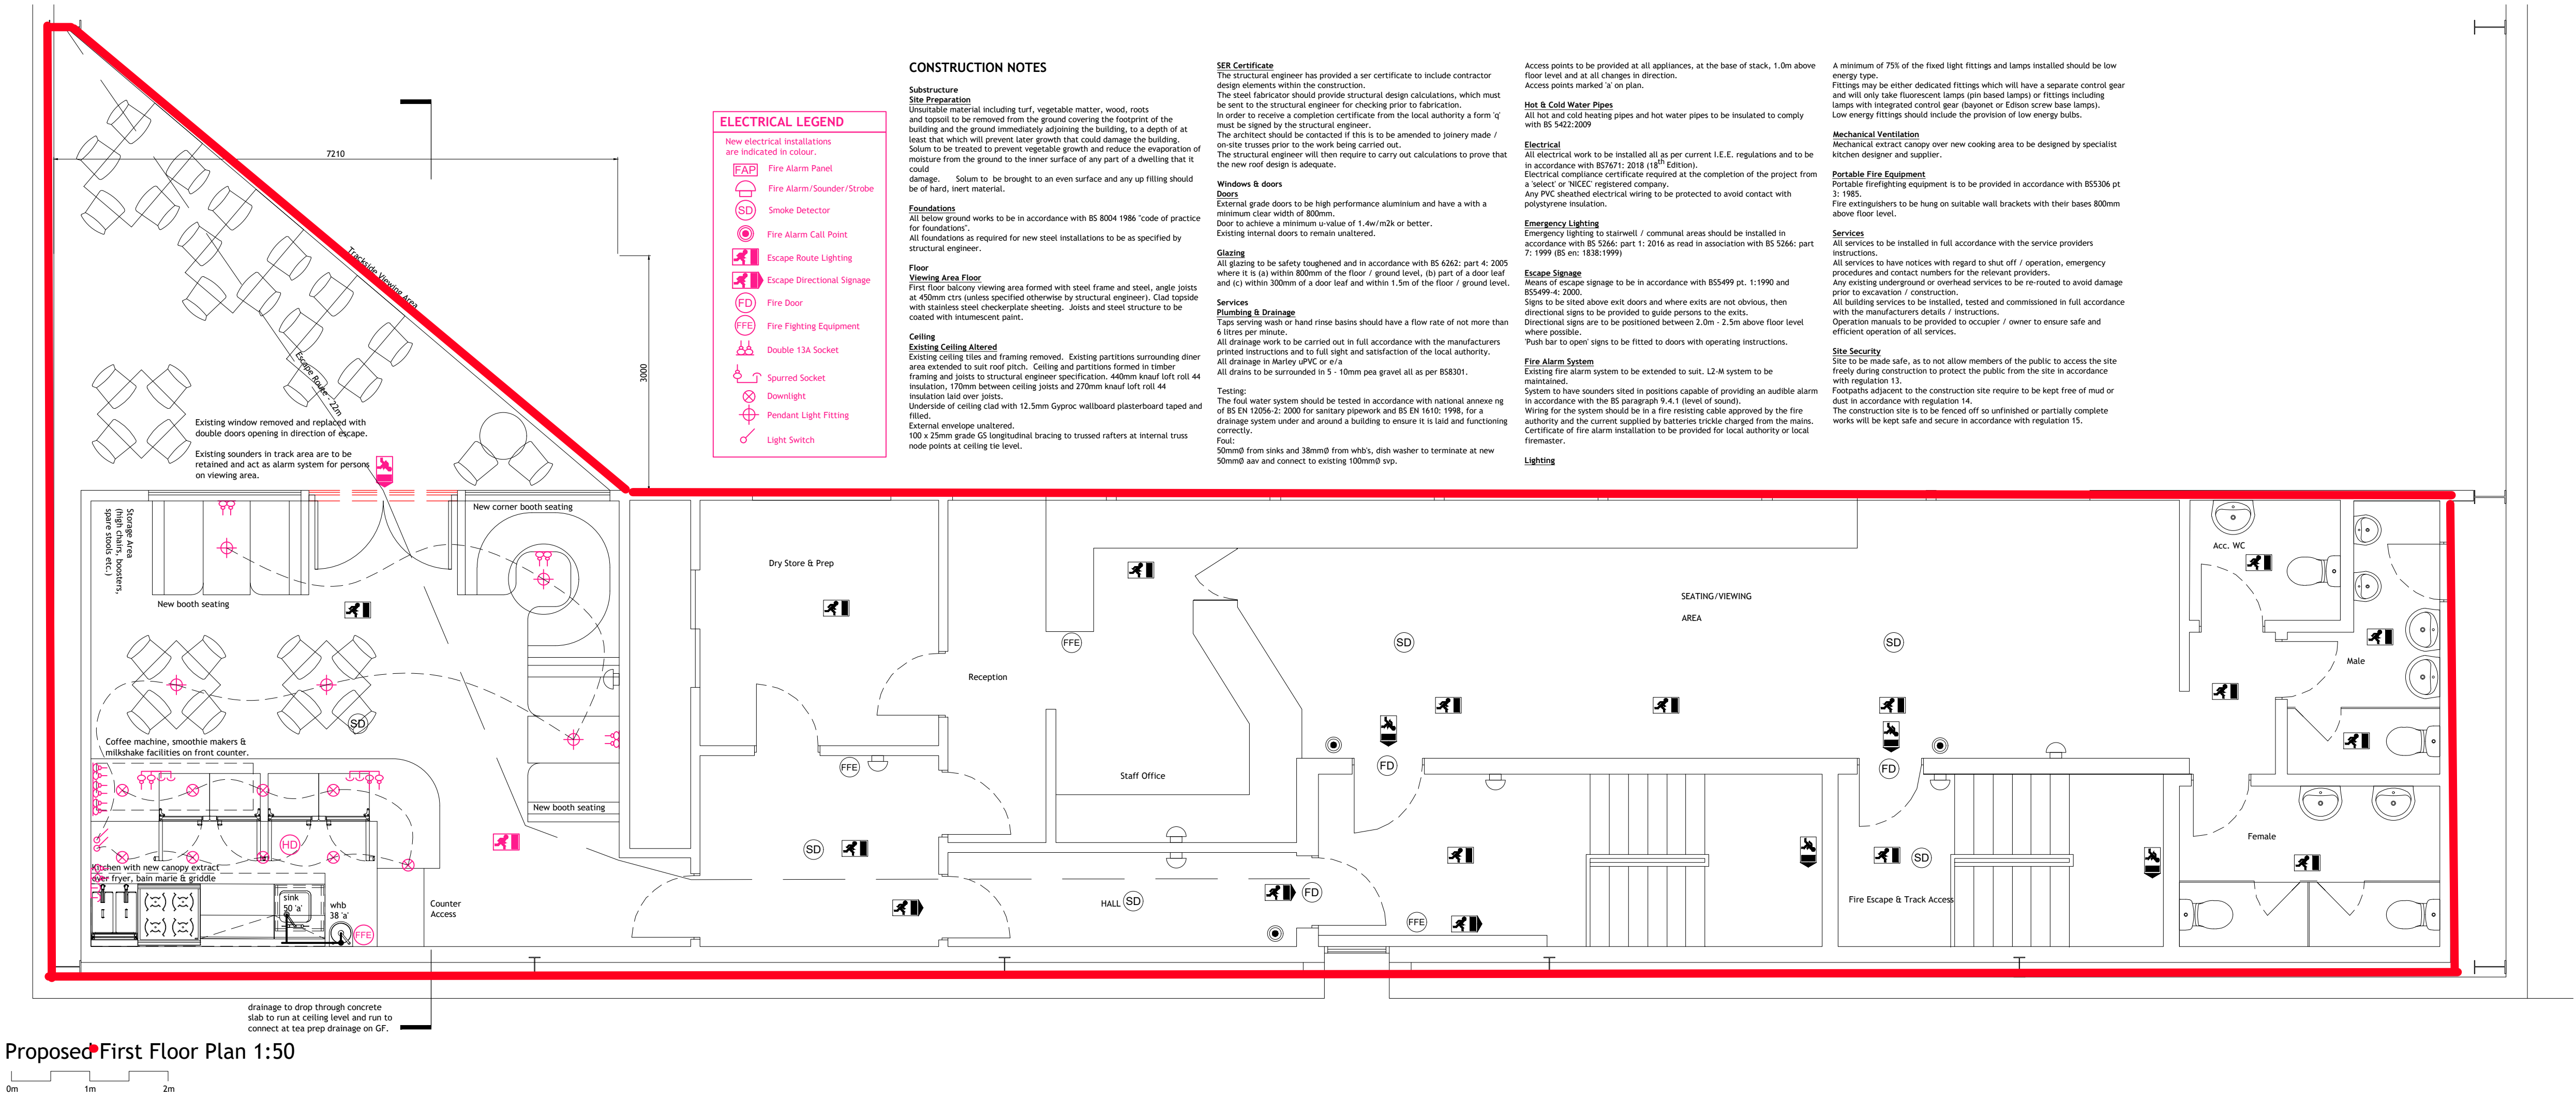 CONSTRUCTION NOTES
Substructure
Site Preparation
Unsuitable material including turf, vegetable matter, wood, roots
and topsoil to be removed from the ground covering the footprint of the
building and the ground immediately adjoining the building, to a depth of at
least that which will prevent later growth that could damage the building.
Solum to be treated to prevent vegetable growth and reduce the evaporation of
moisture from the ground to the inner surface of any part of a dwelling that it
could
damage. Solum to be brought to an even surface and any up filling should
be of hard, inert material.
Foundations
All below ground works to be in accordance with BS 8004 1986 "code of practice
for foundations".
All foundations as required for new steel installations to be as specified by
structural engineer.
Floor
Viewing Area Floor
First floor balcony viewing area formed with steel frame and steel, angle joists
at 450mm ctrs (unless specified otherwise by structural engineer). Clad topside
with stainless steel checkerplate sheeting. Joists and steel structure to be
coated with intumescent paint.
Ceiling
Existing Ceiling Altered
Existing ceiling tiles and framing removed. Existing partitions surrounding diner
area extended to suit roof pitch. Ceiling and partitions formed in timber
framing and joists to structural engineer specification. 440mm knauf loft roll 44
insulation, 170mm between ceiling joists and 270mm knauf loft roll 44
insulation laid over joists.
Underside of ceiling clad with 12.5mm Gyproc wallboard plasterboard taped and
filled.
External envelope unaltered.
100 x 25mm grade GS longitudinal bracing to trussed rafters at internal truss
node points at ceiling tie level.
SER Certificate
The structural engineer has provided a ser certificate to include contractor
design elements within the construction.
The steel fabricator should provide structural design calculations, which must
be sent to the structural engineer for checking prior to fabrication.
In order to receive a completion certificate from the local authority a form 'q'
must be signed by the structural engineer.
The architect should be contacted if this is to be amended to joinery made /
on-site trusses prior to the work being carried out.
The structural engineer will then require to carry out calculations to prove that
the new roof design is adequate.
Windows & doors
Doors
External grade doors to be high performance aluminium and have a with a
minimum clear width of 800mm.
Door to achieve a minimum u-value of 1.4w/m2k or better.
Existing internal doors to remain unaltered.
Glazing
All glazing to be safety toughened and in accordance with BS 6262: part 4: 2005
where it is (a) within 800mm of the floor / ground level, (b) part of a door leaf
and (c) within 300mm of a door leaf and within 1.5m of the floor / ground level.
Services
Plumbing & Drainage
Taps serving wash or hand rinse basins should have a flow rate of not more than
6 litres per minute.
All drainage work to be carried out in full accordance with the manufacturers
printed instructions and to full sight and satisfaction of the local authority.
All drainage in Marley uPVC or e/a
All drains to be surrounded in 5 - 10mm pea gravel all as per BS8301.
Testing:
The foul water system should be tested in accordance with national annexe ng
of BS EN 12056-2: 2000 for sanitary pipework and BS EN 1610: 1998, for a
drainage system under and around a building to ensure it is laid and functioning
correctly.
Foul:
50mmØ from sinks and 38mmØ from whb's, dish washer to terminate at new
50mmØ aav and connect to existing 100mmØ svp.
Access points to be provided at all appliances, at the base of stack, 1.0m above
floor level and at all changes in direction.
Access points marked 'a' on plan.
Hot & Cold Water Pipes
All hot and cold heating pipes and hot water pipes to be insulated to comply
with BS 5422:2009
Electrical
All electrical work to be installed all as per current I.E.E. regulations and to be
in accordance with BS7671: 2018 (18th Edition).
Electrical compliance certificate required at the completion of the project from
a 'select' or 'NICEC' registered company.
Any PVC sheathed electrical wiring to be protected to avoid contact with
polystyrene insulation.
Emergency Lighting
Emergency lighting to stairwell / communal areas should be installed in
accordance with BS 5266: part 1: 2016 as read in association with BS 5266: part
7: 1999 (BS en: 1838:1999)
Escape Signage
Means of escape signage to be in accordance with BS5499 pt. 1:1990 and
BS5499-4: 2000.
Signs to be sited above exit doors and where exits are not obvious, then
directional signs to be provided to guide persons to the exits.
Directional signs are to be positioned between 2.0m - 2.5m above floor level
where possible.
'Push bar to open' signs to be fitted to doors with operating instructions.
Fire Alarm System
Existing fire alarm system to be extended to suit. L2-M system to be
maintained.
System to have sounders sited in positions capable of providing an audible alarm
in accordance with the BS paragraph 9.4.1 (level of sound).
Wiring for the system should be in a fire resisting cable approved by the fire
authority and the current supplied by batteries trickle charged from the mains.
Certificate of fire alarm installation to be provided for local authority or local
firemaster.
Lighting
A minimum of 75% of the fixed light fittings and lamps installed should be low
energy type.
Fittings may be either dedicated fittings which will have a separate control gear
and will only take fluorescent lamps (pin based lamps) or fittings including
lamps with integrated control gear (bayonet or Edison screw base lamps).
Low energy fittings should include the provision of low energy bulbs.
Mechanical Ventilation
Mechanical extract canopy over new cooking area to be designed by specialist
kitchen designer and supplier.
Portable Fire Equipment
Portable firefighting equipment is to be provided in accordance with BS5306 pt
3: 1985.
Fire extinguishers to be hung on suitable wall brackets with their bases 800mm
above floor level.
Services
All services to be installed in full accordance with the service providers
instructions.
All services to have notices with regard to shut off / operation, emergency
procedures and contact numbers for the relevant providers.
Any existing underground or overhead services to be re-routed to avoid damage
prior to excavation / construction.
All building services to be installed, tested and commissioned in full accordance
with the manufacturers details / instructions.
Operation manuals to be provided to occupier / owner to ensure safe and
efficient operation of all services.
Site Security
Site to be made safe, as to not allow members of the public to access the site
freely during construction to protect the public from the site in accordance
with regulation 13.
Footpaths adjacent to the construction site require to be kept free of mud or
dust in accordance with regulation 14.
The construction site is to be fenced off so unfinished or partially complete
works will be kept safe and secure in accordance with regulation 15.
ELECTRICAL LEGEND
New electrical installations
are indicated in colour.
FAP Fire Alarm Panel
Fire Alarm/Sounder/Strobe
SD Smoke Detector
Fire Alarm Call Point
Escape Route Lighting
Escape Directional Signage
FD Fire Door
FFE Fire Fighting Equipment
Double 13A Socket
Spurred Socket
Downlight
Pendant Light Fitting
Light Switch
7210
3000
Trackside Viewing Area
Escape Route - 22m
Existing window removed and replaced with
double doors opening in direction of escape.
Existing sounders in track area are to be
retained and act as alarm system for persons
on viewing area.
Storage Area
(high chairs, boosters,
spare stools etc.)
New corner booth seating
New booth seating
Dry Store & Prep
Acc. WC
SEATING/VIEWING
AREA
FFE
SD
SD
Male
Reception
SD
Coffee machine, smoothie makers &
milkshake facilities on front counter.
FFE
FD
FD
Staff Office
New booth seating
HD
SD
SD
Female
Kitchen with new canopy extract
over fryer, bain marie & griddle
sink
50 'a'
whb
38 'a'
FFE
Counter
Access
HALL
SD
FD
FFE
Fire Escape & Track Access
drainage to drop through concrete
slab to run at ceiling level and run to
connect at tea prep drainage on GF.
Proposed First Floor Plan 1:50
0m 1m 2m